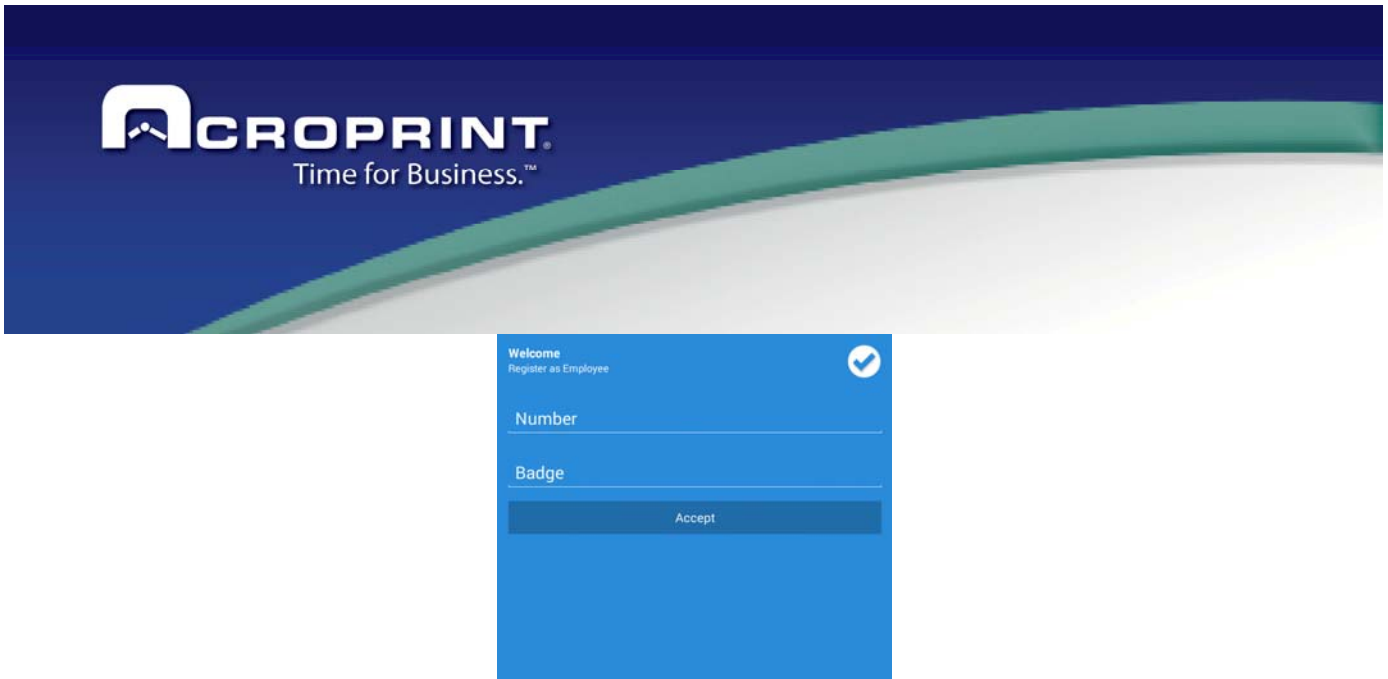 ACROPRINT®
Time for Business.™
Welcome
Register as Employee
Number
Badge
Accept